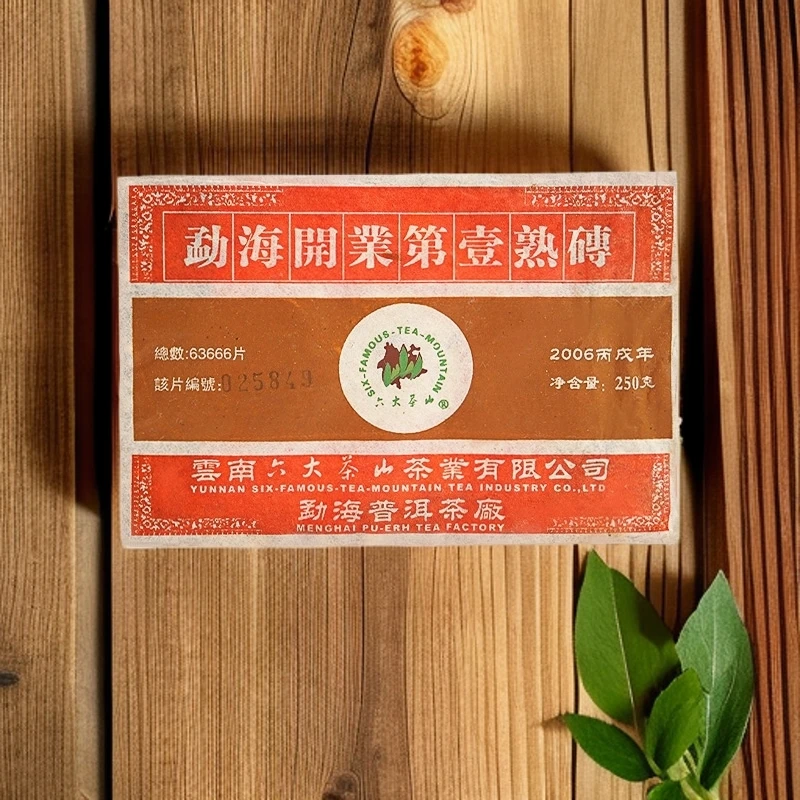 勐海開業第壹熟磚
總數:63666片
該片編號:025849
SIX-FAMOUS-TEA-MOUNTAIN
六大茶山®
2006丙戌年
净含量: 250克
雲南六大茶山茶業有限公司
YUNNAN SIX-FAMOUS-TEA-MOUNTAIN TEA INDUSTRY CO.,LTD
勐海普洱茶廠
MENGHAI PU-ERH TEA FACTORY